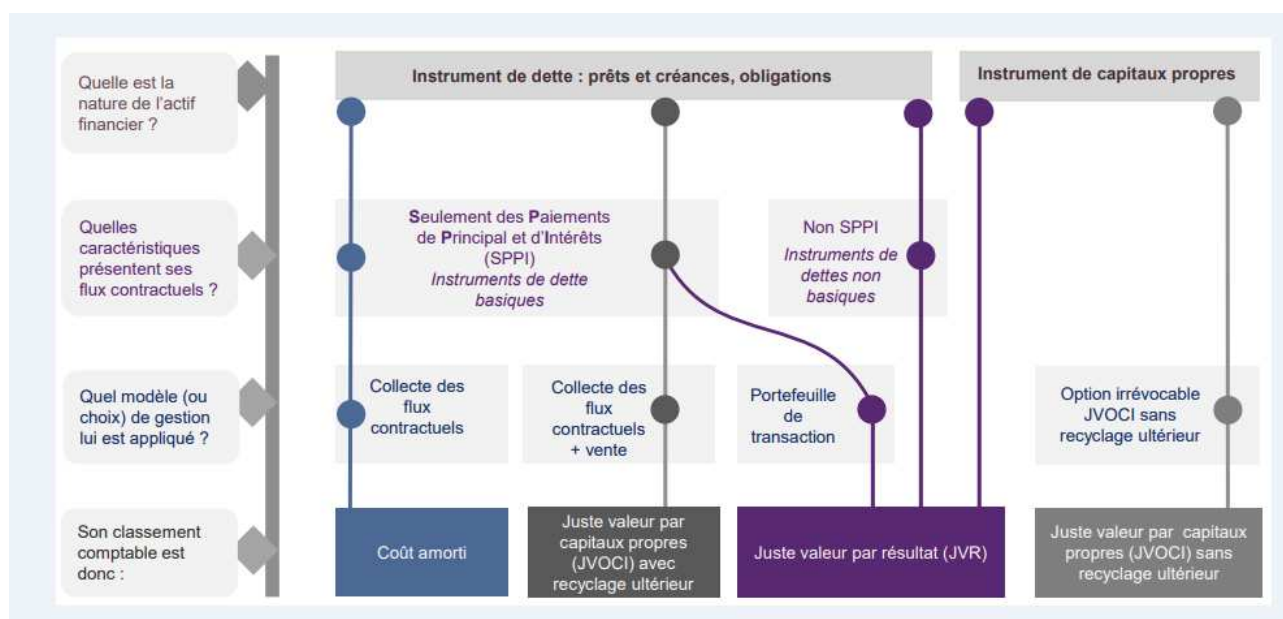 Quelle est la
nature de l'actif
financier ?
Instrument de dette : prêts et créances, obligations
Instrument de capitaux propres
Quelles
caractéristiques
présentent ses
flux contractuels ?
Seulement des Paiements
de Principal et d'Intérêts
(SPPI)
Instruments de dette
basiques
Non SPPI
Instruments de
dettes non
basiques
Quel modèle (ou
choix) de gestion
lui est appliqué ?
Collecte des
flux
contractuels
Collecte des
flux
contractuels
+ vente
Portefeuille
de
transaction
Option irrévocable
JVOCI sans
recyclage ultérieur
Son classement
comptable est
donc :
Coût amorti
Juste valeur par
capitaux propres
(JVOCI) avec
recyclage ultérieur
Juste valeur par résultat (JVR)
Juste valeur par capitaux
propres (JVOCI) sans
recyclage ultérieur